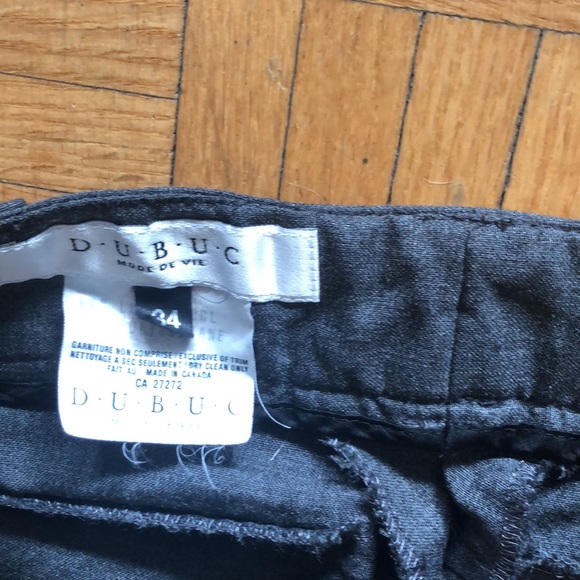 D·U·B·U·C
MODE DE VIE
34
GARNITURE NON COMPRISE/EXCLUSIVE OF TRIM
NETTOYAGE A SEC SEULEMENT/DRY CLEAN ONLY
FAIT AU MADE IN CANADA
CA 27272
D·U·B·U·C